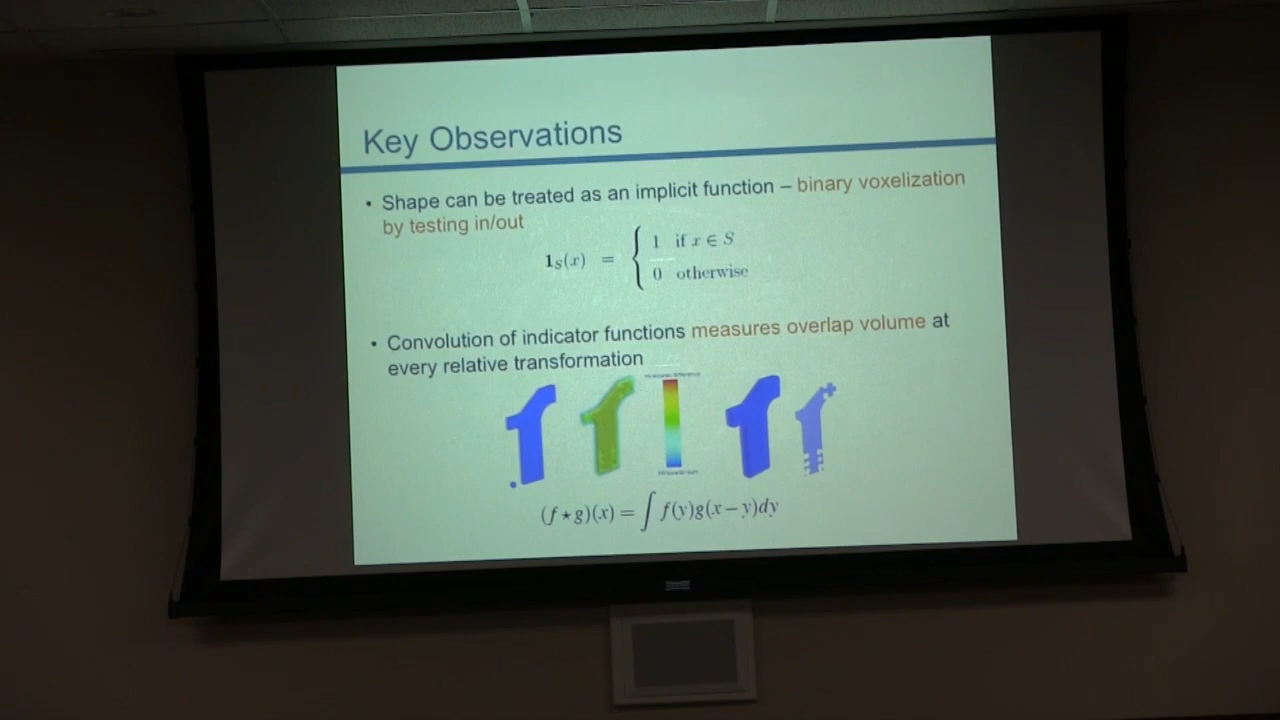 Key Observations
• Shape can be treated as an implicit function – binary voxelization
by testing in/out
1_S(x) = { 1 if x ∈ S
0 otherwise
• Convolution of indicator functions measures overlap volume at
every relative transformation
(f⋆g)(x) = ∫ f(y)g(x−y)dy